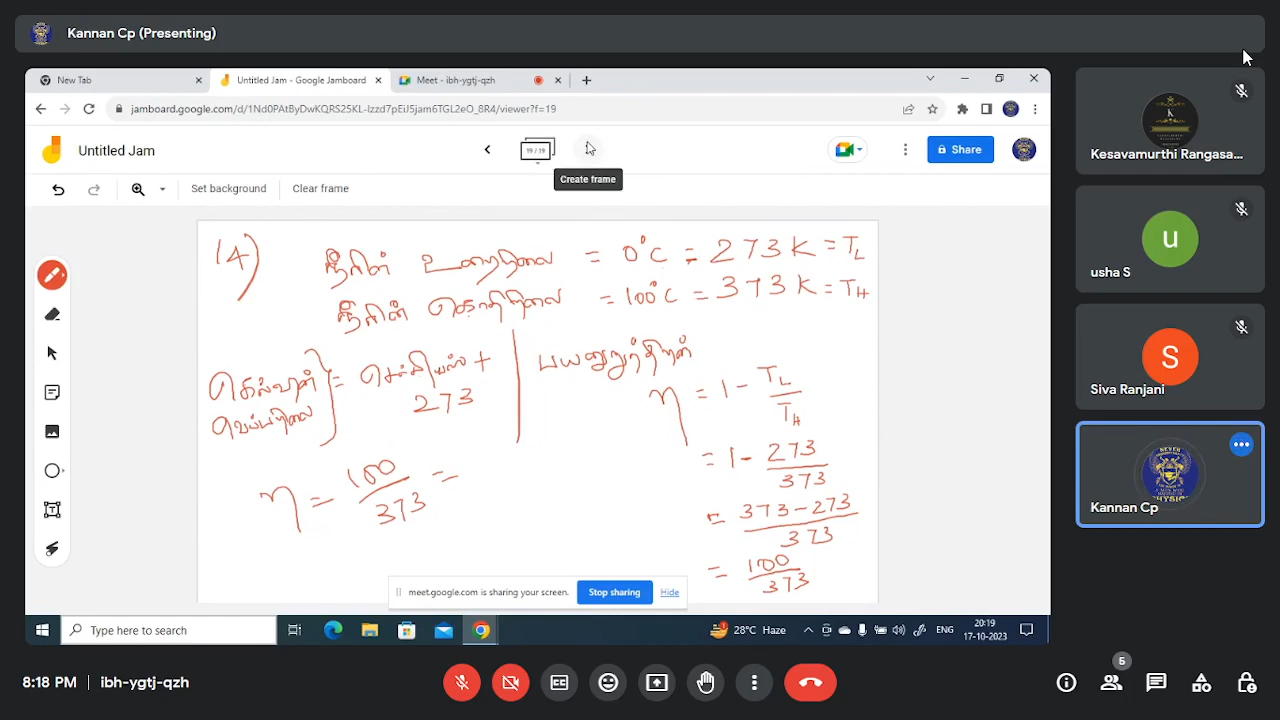 Kannan Cp (Presenting)
New Tab
Untitled Jam - Google Jamboard
Meet - ibh-ygtj-qzh
jamboard.google.com/d/1Nd0PAtByDwKQRS25KL-lzzd7pEiJ5jam6TGL2eO_8R4/viewer?f=19
Untitled Jam
19 / 19
Share
Create frame
Set background
Clear frame
14)
நீரின் உறைநிலை = 0°C = 273 K = TL
நீரின் கொதிநிலை = 100°C = 373 K = TH
கெல்வின் வெப்பநிலை } = செல்சியஸ் + 273
பயனுறுதிறன்
η = 1 - TL/TH
= 1 - 273/373
= 373-273/373
= 100/373
η = 100/373 =
meet.google.com is sharing your screen.
Stop sharing
Hide
Type here to search
28°C Haze
ENG
20:19
17-10-2023
Kesavamurthi Rangasa...
u
usha S
S
Siva Ranjani
NEVER
PHYSICS
Kannan Cp
8:18 PM | ibh-ygtj-qzh
5